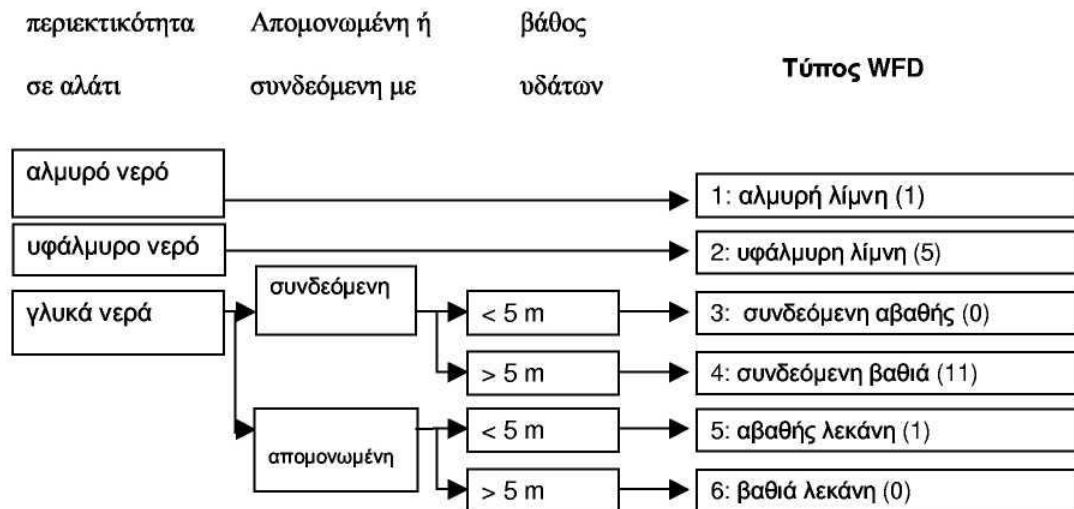 περιεκτικότητα Απομονωμένη ή βάθος
σε αλάτι συνδεόμενη με υδάτων
Τύπος WFD
αλμυρό νερό
1: αλμυρή λίμνη (1)
υφάλμυρο νερό
2: υφάλμυρη λίμνη (5)
γλυκά νερά
συνδεόμενη
< 5 m
3: συνδεόμενη αβαθής (0)
> 5 m
4: συνδεόμενη βαθιά (11)
απομονωμένη
< 5 m
5: αβαθής λεκάνη (1)
> 5 m
6: βαθιά λεκάνη (0)